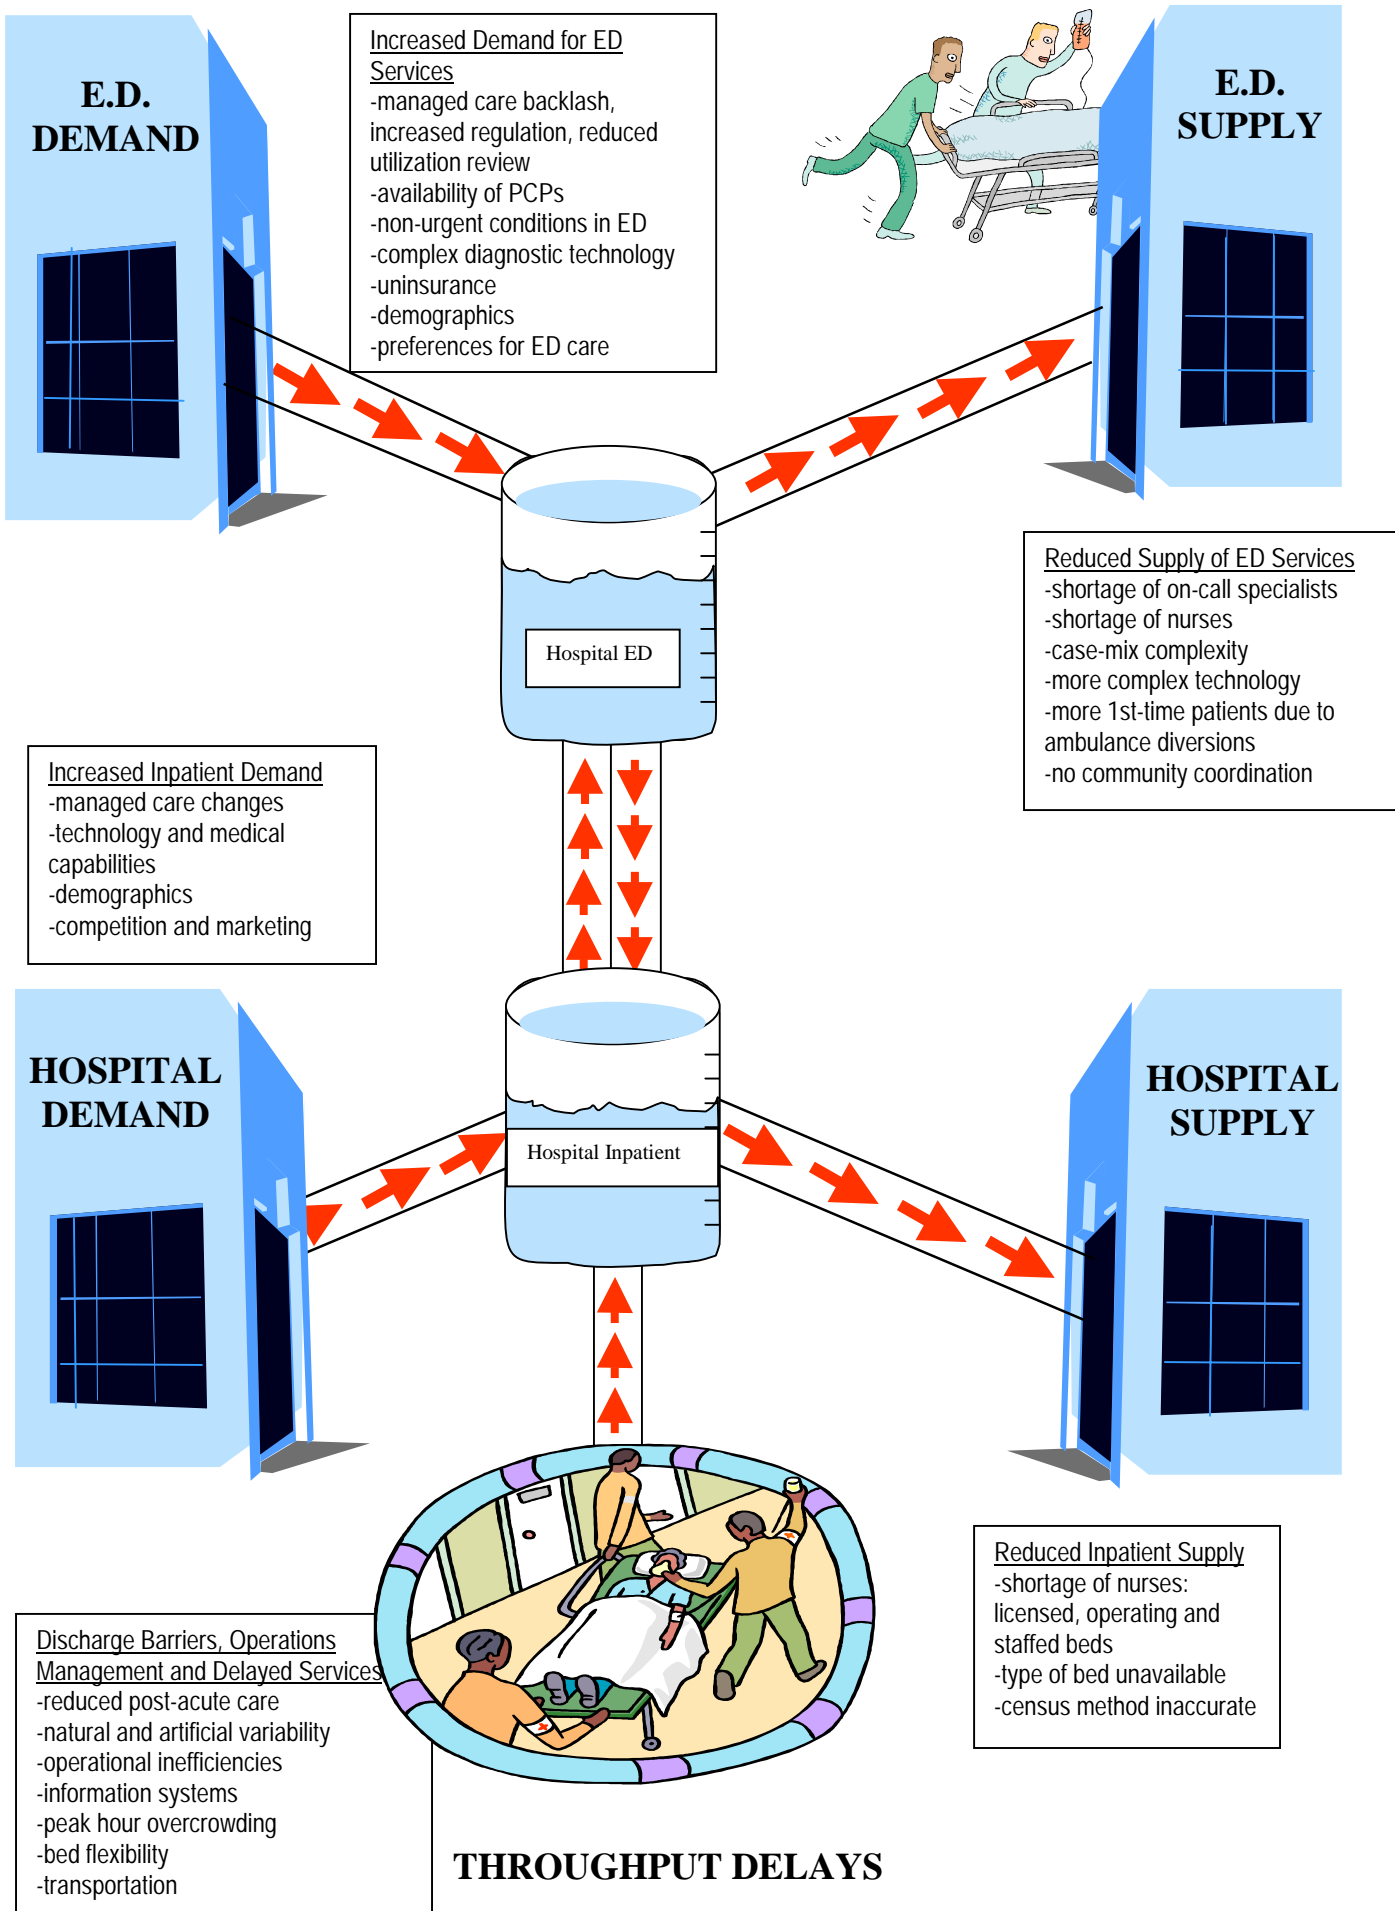 E.D.
DEMAND
Increased Demand for ED
Services
-managed care backlash,
increased regulation, reduced
utilization review
-availability of PCPs
-non-urgent conditions in ED
-complex diagnostic technology
-uninsurance
-demographics
-preferences for ED care
E.D.
SUPPLY
Hospital ED
Reduced Supply of ED Services
-shortage of on-call specialists
-shortage of nurses
-case-mix complexity
-more complex technology
-more 1st-time patients due to
ambulance diversions
-no community coordination
Increased Inpatient Demand
-managed care changes
-technology and medical
capabilities
-demographics
-competition and marketing
HOSPITAL
DEMAND
Hospital Inpatient
HOSPITAL
SUPPLY
Reduced Inpatient Supply
-shortage of nurses:
licensed, operating and
staffed beds
-type of bed unavailable
-census method inaccurate
Discharge Barriers, Operations
Management and Delayed Services
-reduced post-acute care
-natural and artificial variability
-operational inefficiencies
-information systems
-peak hour overcrowding
-bed flexibility
-transportation
THROUGHPUT DELAYS